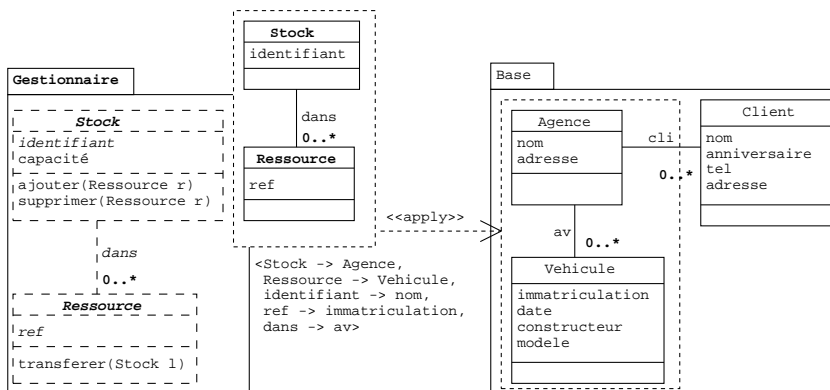 Gestionnaire
Stock
identifiant
capacité
ajouter(Ressource r)
supprimer(Ressource r)
dans
0..*
Ressource
ref
transferer(Stock l)
Stock
identifiant
dans
0..*
Ressource
ref
<<apply>>
<Stock -> Agence,
Ressource -> Vehicule,
identifiant -> nom,
ref -> immatriculation,
dans -> av>
Base
Agence
nom
adresse
cli
0..*
Client
nom
anniversaire
tel
adresse
av
0..*
Vehicule
immatriculation
date
constructeur
modele